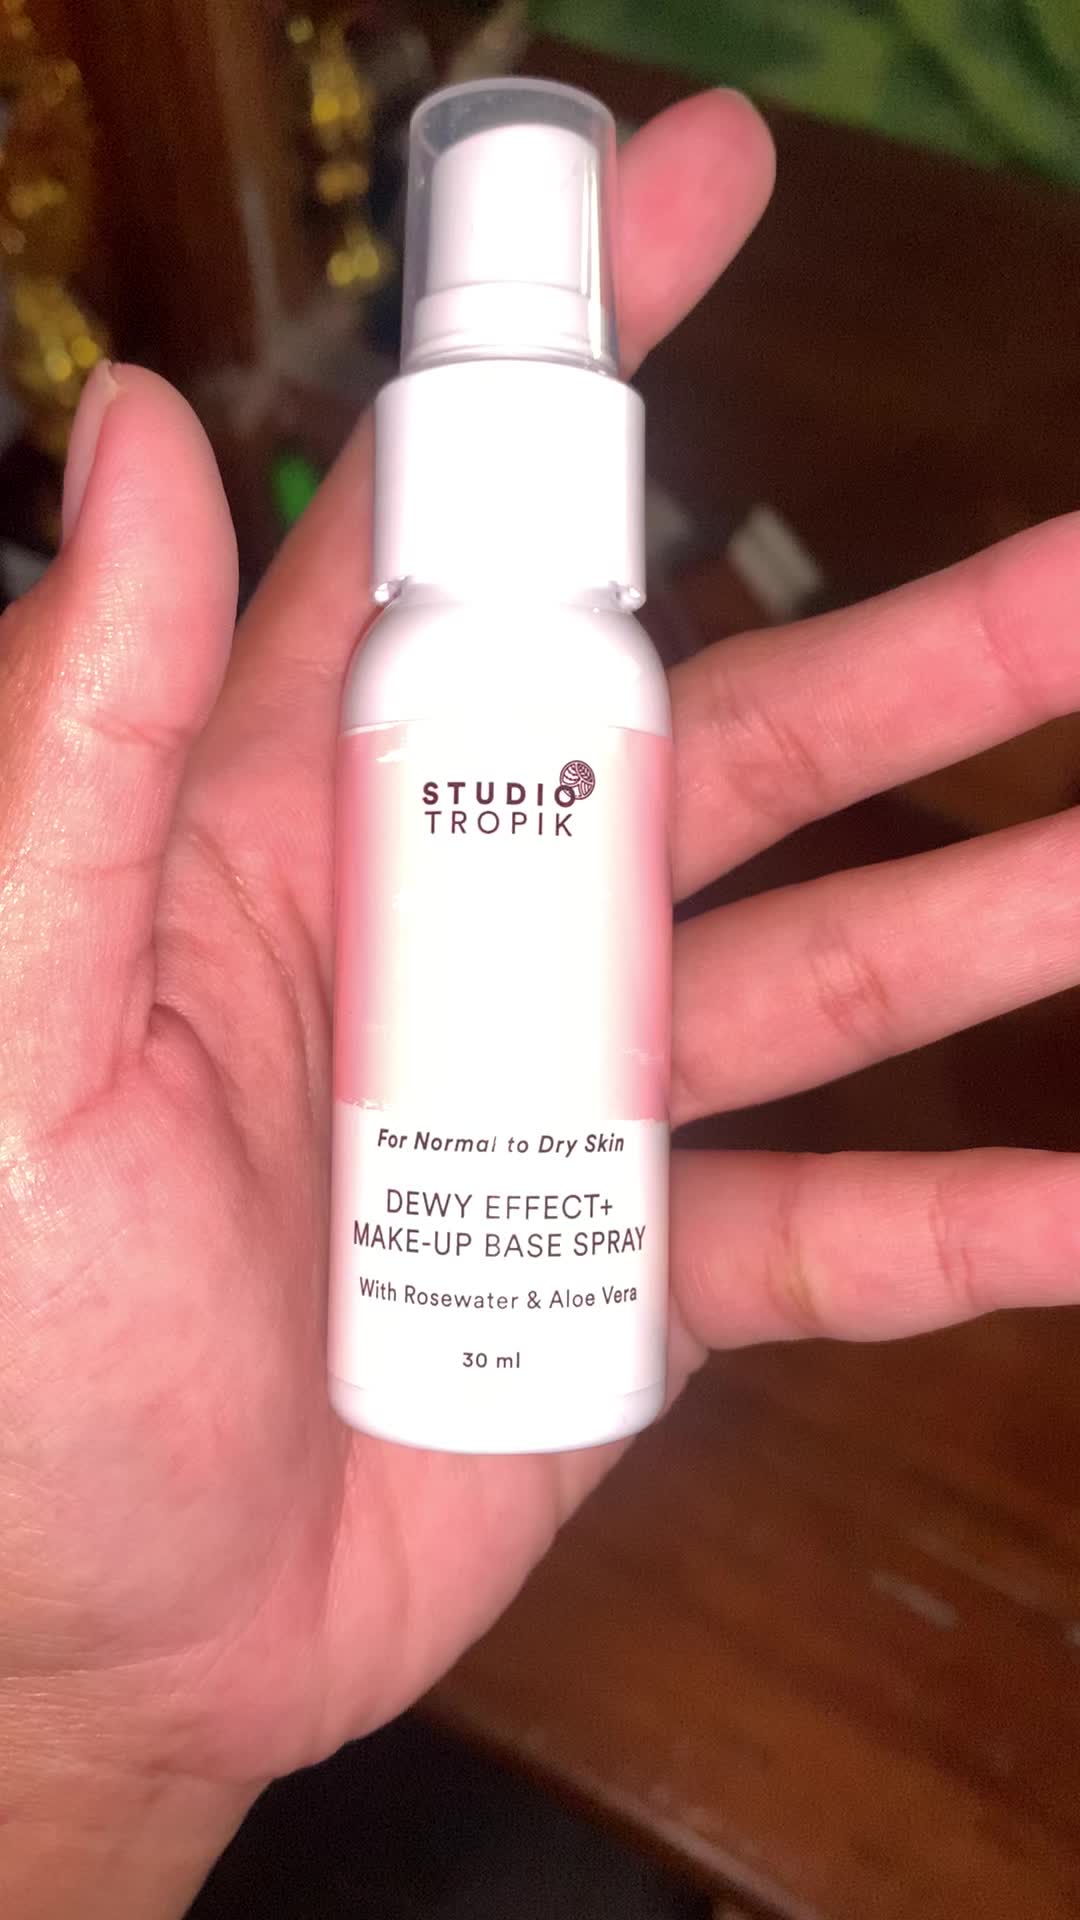 STUDIO
TROPIK
For Normal to Dry Skin
DEWY EFFECT+
MAKE-UP BASE SPRAY
With Rosewater & Aloe Vera
30 ml